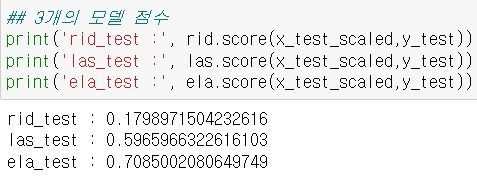 ## 3개의 모델 점수
print('rid_test :', rid.score(x_test_scaled,y_test))
print('las_test :', las.score(x_test_scaled,y_test))
print('ela_test :', ela.score(x_test_scaled,y_test))
rid_test : 0.1798971504232616
las_test : 0.5965966322616103
ela_test : 0.7085002080649749